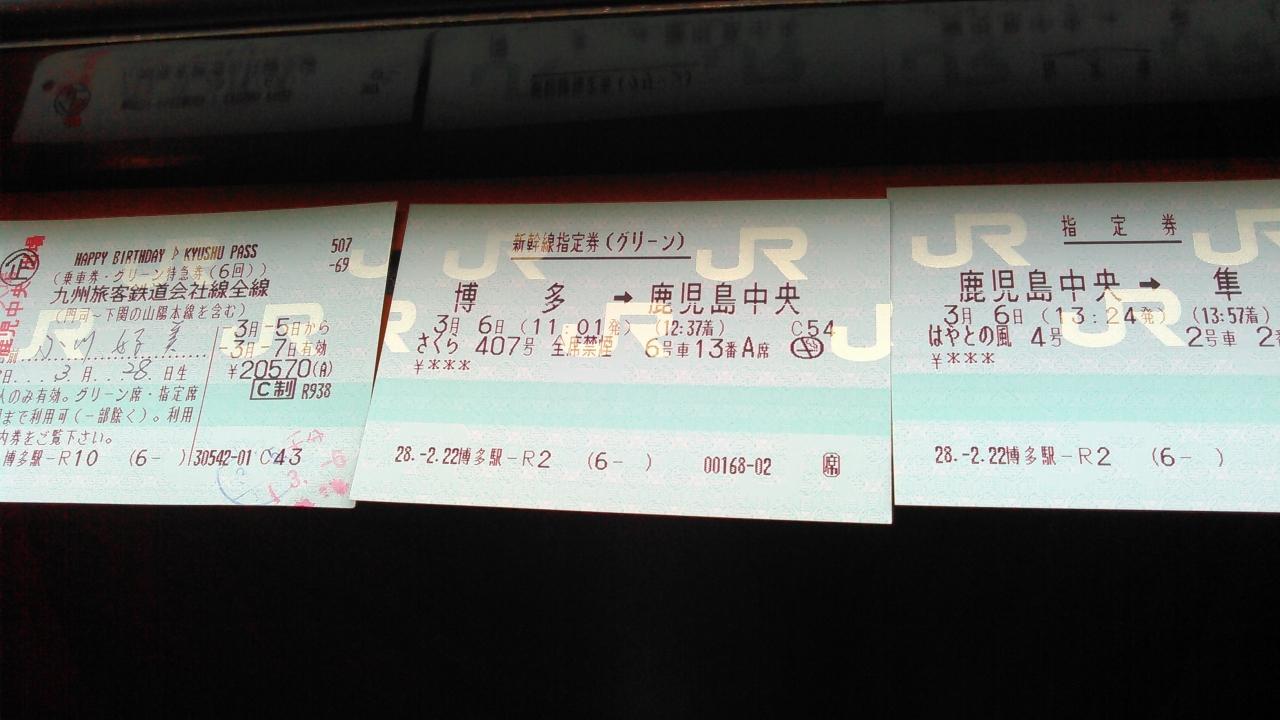 HAPPY BIRTHDAY ♪ KYUSHU PASS
507
-69
(乗車券・グリーン特急券(6回))
九州旅客鉄道会社線全線
(門司〜下関の山陽本線を含む)
3月-5日から
3月-7日有効
日...3.月...28.日生
¥20570(A)
C制 R938
人のみ有効。グリーン席・指定席
まで利用可(一部除く)。利用
内券をご覧下さい。
博多駅-R10 (6- ) 30542-01 C43
新幹線指定券(グリーン)
JR JR
博多 → 鹿児島中央
3月 6日 (11:01発) (12:37着) C54
さくら 407号 全席禁煙 6号車13番A席
¥***
28.-2.22博多駅-R2 (6- ) 00168-02 席
指定券
JR JR
鹿児島中央 → 隼
3月 6日 (13:24発) (13:57着)
はやとの風 4号 2号車 2
¥***
28.-2.22博多駅-R2 (6- )